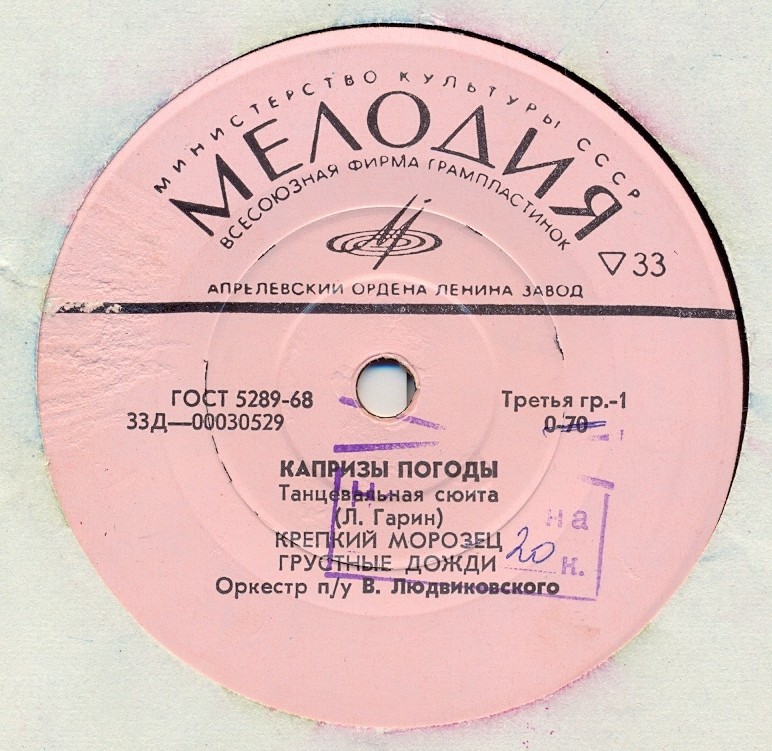 МИНИСТЕРСТВО КУЛЬТУРЫ СССР
МЕЛОДИЯ
ВСЕСОЮЗНАЯ ФИРМА ГРАМПЛАСТИНОК
▽33
АПРЕЛЕВСКИЙ ОРДЕНА ЛЕНИНА ЗАВОД
ГОСТ 5289-68
Третья гр.-1
33Д—00030529
0-70
КАПРИЗЫ ПОГОДЫ
Танцевальная сюита
(Л. Гарин)
КРЕПКИЙ МОРОЗЕЦ
ГРУСТНЫЕ ДОЖДИ
Оркестр п/у В. Людвиковского
на
20 к.